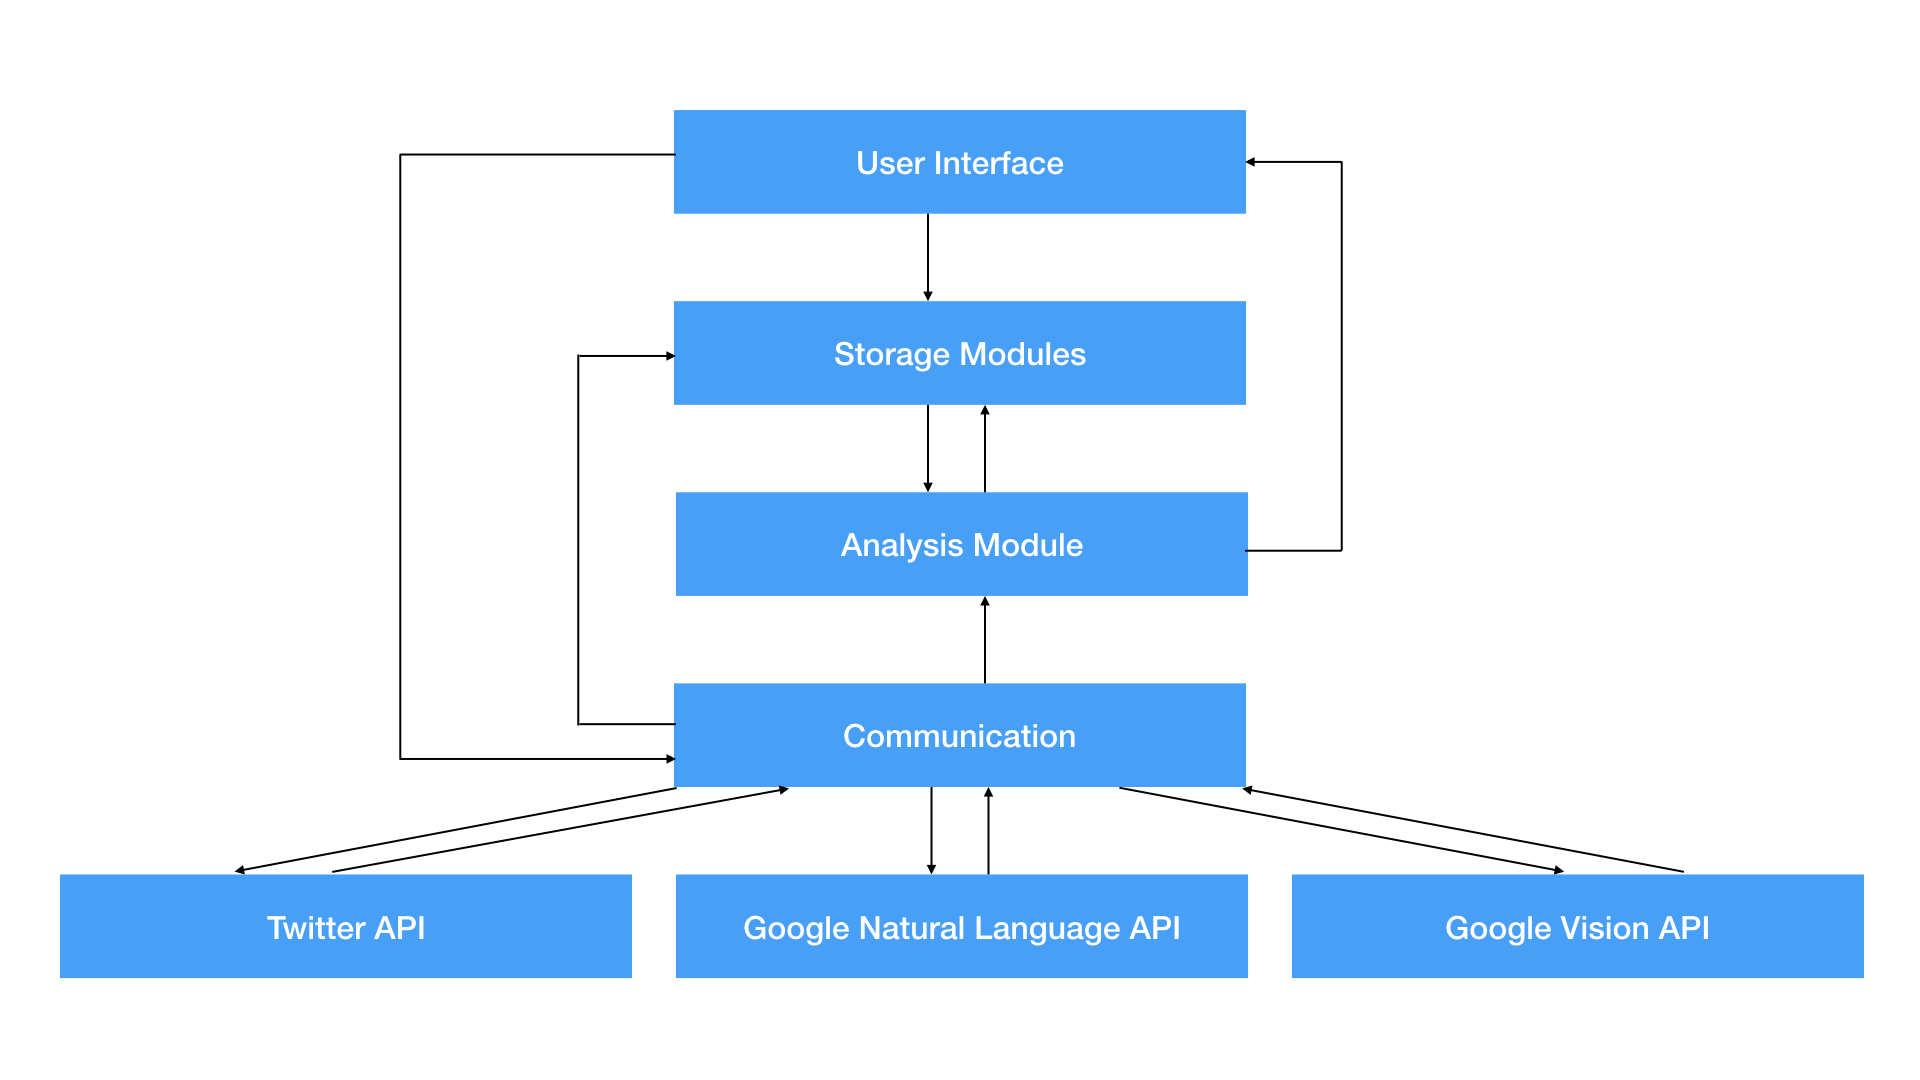 User Interface
Storage Modules
Analysis Module
Communication
Twitter API
Google Natural Language API
Google Vision API